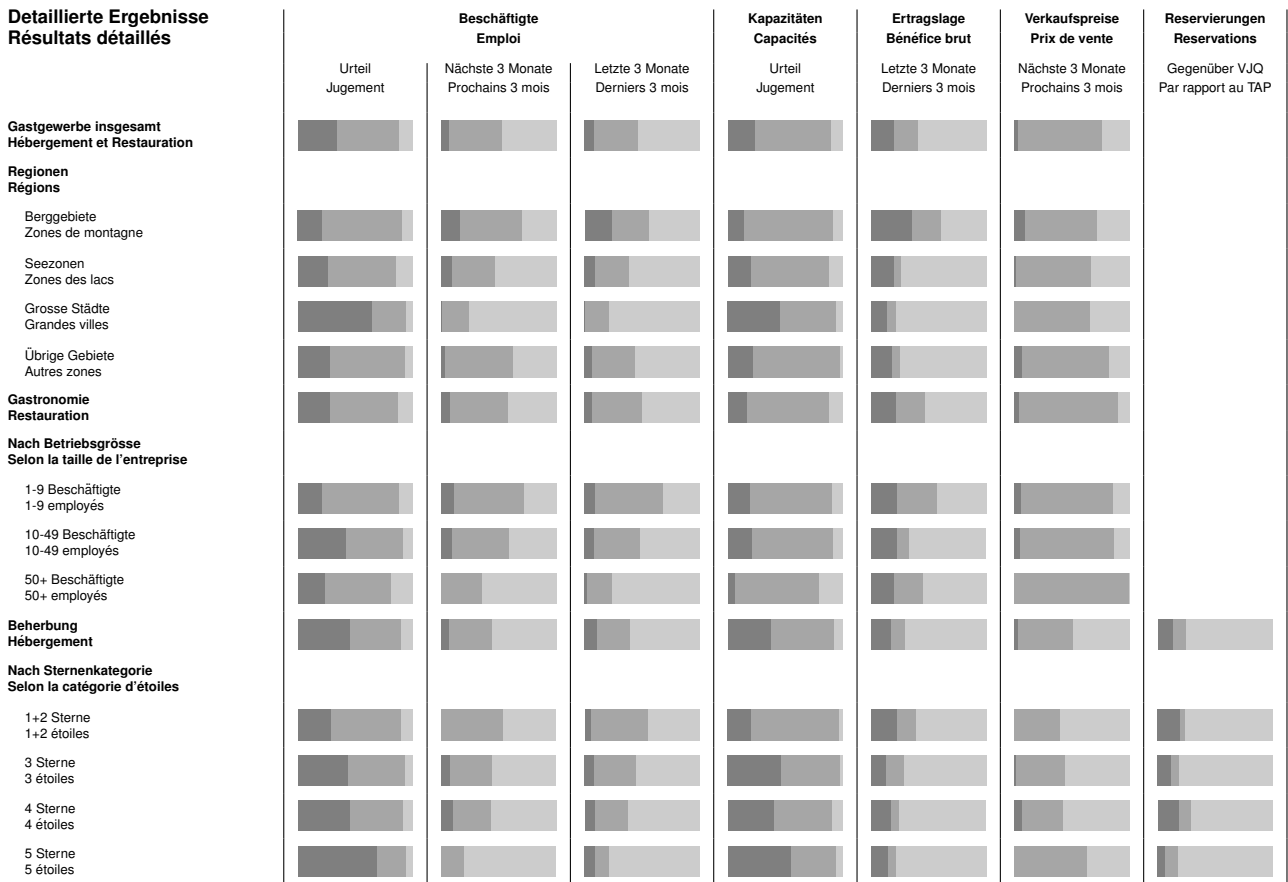 Detaillierte Ergebnisse
Résultats détaillés
Beschäftigte
Emploi
Kapazitäten
Capacités
Ertragslage
Bénéfice brut
Verkaufspreise
Prix de vente
Reservierungen
Reservations
Urteil
Jugement
Nächste 3 Monate
Prochains 3 mois
Letzte 3 Monate
Derniers 3 mois
Urteil
Jugement
Letzte 3 Monate
Derniers 3 mois
Nächste 3 Monate
Prochains 3 mois
Gegenüber VJQ
Par rapport au TAP
Gastgewerbe insgesamt
Hébergement et Restauration
Regionen
Régions
Berggebiete
Zones de montagne
Seezonen
Zones des lacs
Grosse Städte
Grandes villes
Übrige Gebiete
Autres zones
Gastronomie
Restauration
Nach Betriebsgrösse
Selon la taille de l'entreprise
1-9 Beschäftigte
1-9 employés
10-49 Beschäftigte
10-49 employés
50+ Beschäftigte
50+ employés
Beherbung
Hébergement
Nach Sternenkategorie
Selon la catégorie d'étoiles
1+2 Sterne
1+2 étoiles
3 Sterne
3 étoiles
4 Sterne
4 étoiles
5 Sterne
5 étoiles